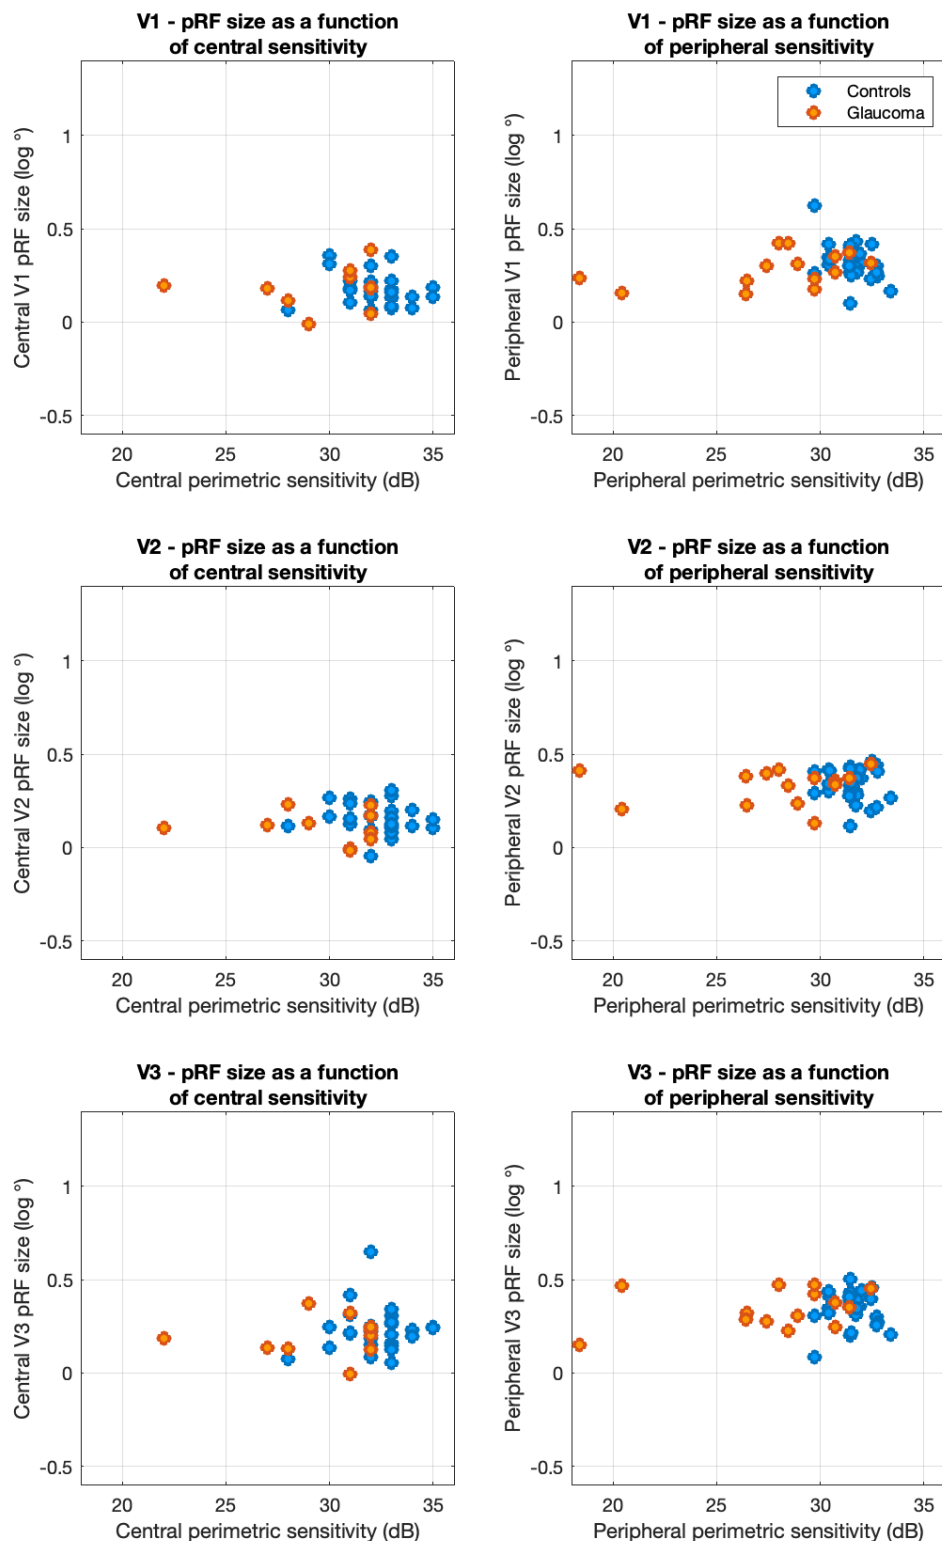 V1 - pRF size as a function
of central sensitivity
Central V1 pRF size (log °)
1
0.5
0
-0.5
20 25 30 35
Central perimetric sensitivity (dB)
V1 - pRF size as a function
of peripheral sensitivity
Controls
Glaucoma
Peripheral V1 pRF size (log °)
1
0.5
0
-0.5
20 25 30 35
Peripheral perimetric sensitivity (dB)
V2 - pRF size as a function
of central sensitivity
Central V2 pRF size (log °)
1
0.5
0
-0.5
20 25 30 35
Central perimetric sensitivity (dB)
V2 - pRF size as a function
of peripheral sensitivity
Peripheral V2 pRF size (log °)
1
0.5
0
-0.5
20 25 30 35
Peripheral perimetric sensitivity (dB)
V3 - pRF size as a function
of central sensitivity
Central V3 pRF size (log °)
1
0.5
0
-0.5
20 25 30 35
Central perimetric sensitivity (dB)
V3 - pRF size as a function
of peripheral sensitivity
Peripheral V3 pRF size (log °)
1
0.5
0
-0.5
20 25 30 35
Peripheral perimetric sensitivity (dB)